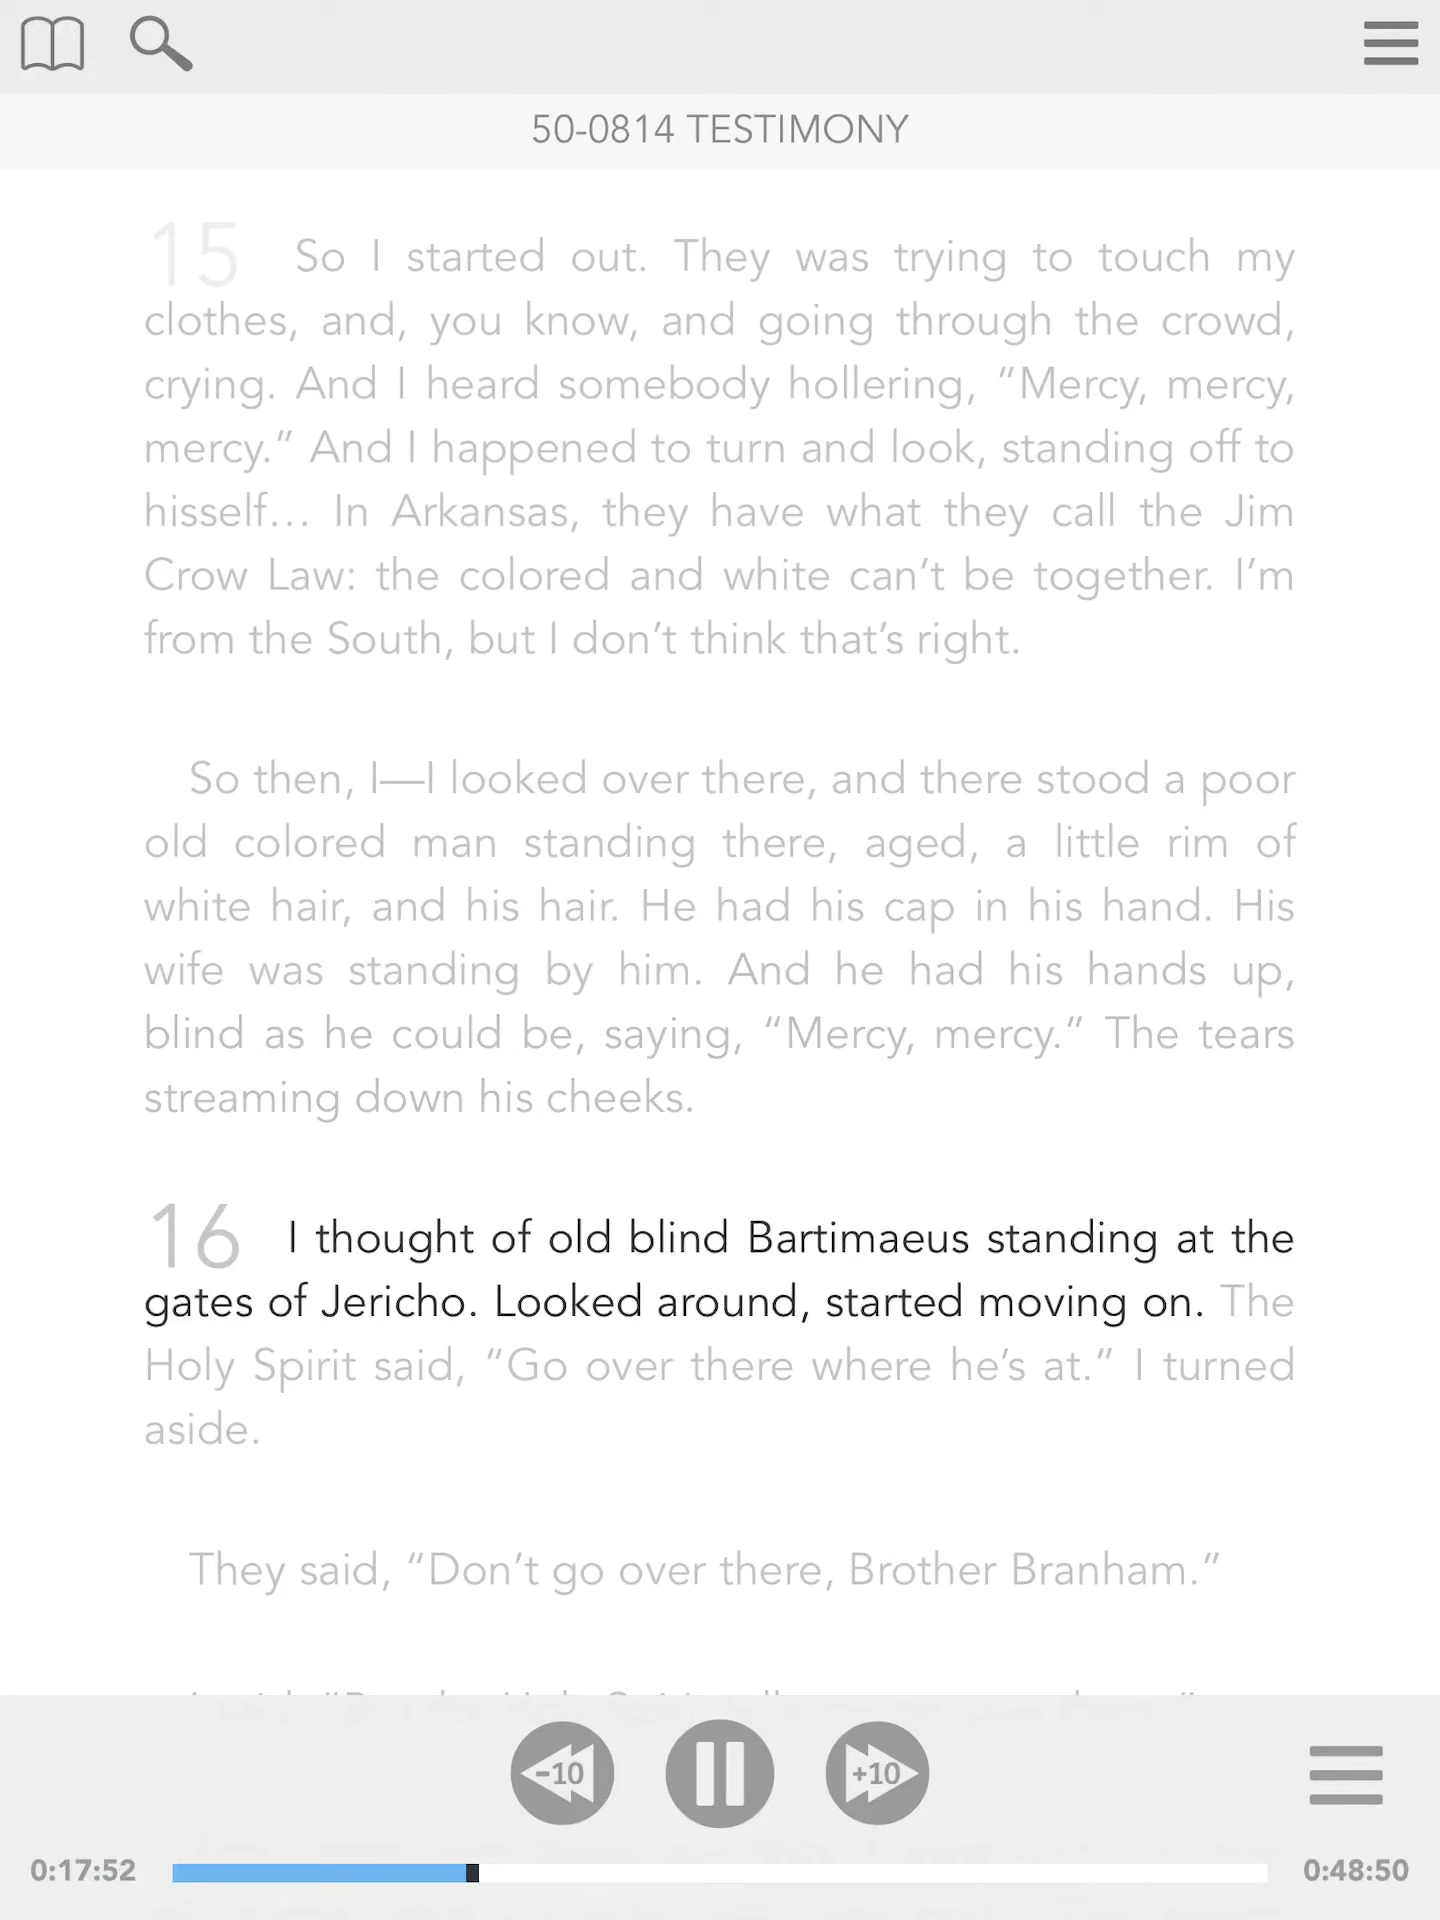 50-0814 TESTIMONY
15 So I started out. They was trying to touch my
clothes, and, you know, and going through the crowd,
crying. And I heard somebody hollering, “Mercy, mercy,
mercy.” And I happened to turn and look, standing off to
hisself… In Arkansas, they have what they call the Jim
Crow Law: the colored and white can’t be together. I’m
from the South, but I don’t think that’s right.
So then, I—I looked over there, and there stood a poor
old colored man standing there, aged, a little rim of
white hair, and his hair. He had his cap in his hand. His
wife was standing by him. And he had his hands up,
blind as he could be, saying, “Mercy, mercy.” The tears
streaming down his cheeks.
16 I thought of old blind Bartimaeus standing at the
gates of Jericho. Looked around, started moving on. The
Holy Spirit said, “Go over there where he’s at.” I turned
aside.
They said, “Don’t go over there, Brother Branham.”
-10 +10
0:17:52 0:48:50